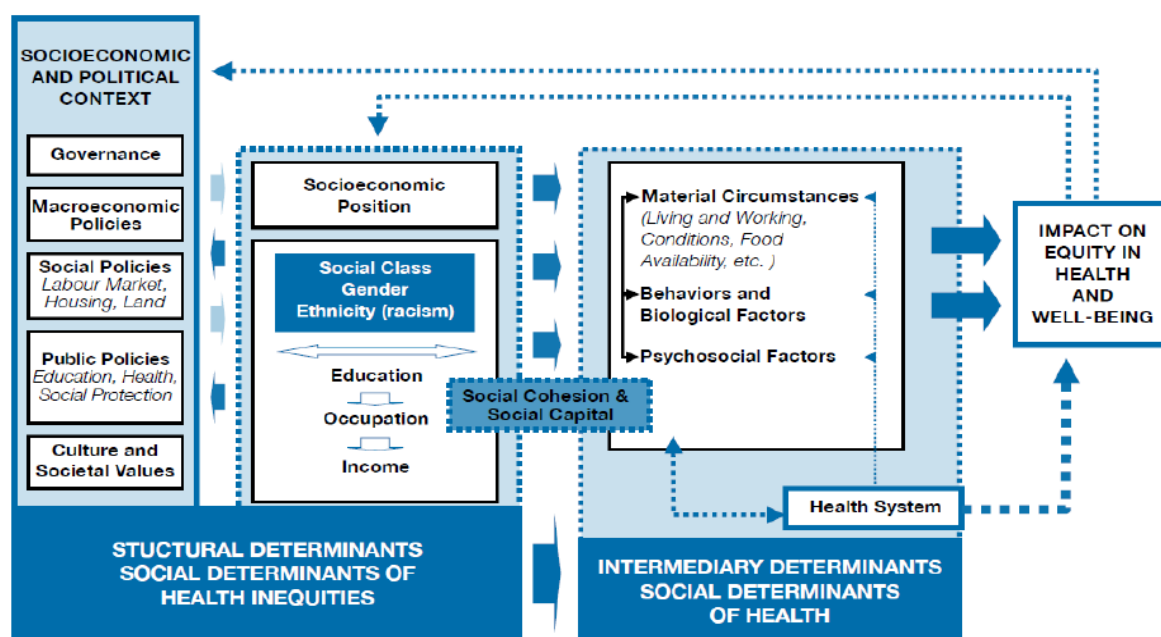 SOCIOECONOMIC
AND POLITICAL
CONTEXT
Governance
Macroeconomic
Policies
Social Policies
Labour Market,
Housing, Land
Public Policies
Education, Health,
Social Protection
Culture and
Societal Values
Socioeconomic
Position
Social Class
Gender
Ethnicity (racism)
Education
Occupation
Income
Social Cohesion &
Social Capital
Material Circumstances
(Living and Working,
Conditions, Food
Availability, etc. )
Behaviors and
Biological Factors
Psychosocial Factors
Health System
IMPACT ON
EQUITY IN
HEALTH
AND
WELL-BEING
STUCTURAL DETERMINANTS
SOCIAL DETERMINANTS OF
HEALTH INEQUITIES
INTERMEDIARY DETERMINANTS
SOCIAL DETERMINANTS
OF HEALTH